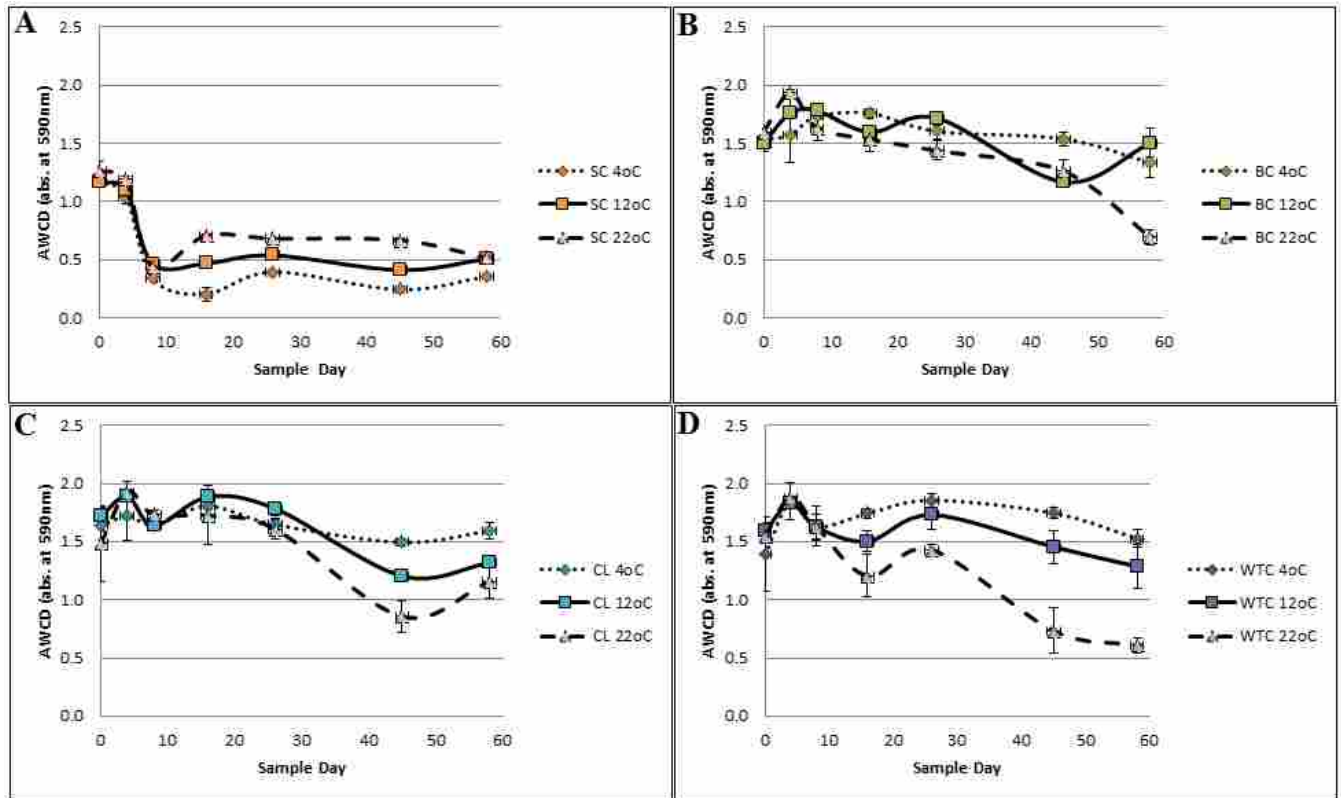 A
AWCD (abs. at 590nm)
2.5
2.0
1.5
1.0
0.5
0.0
0 10 20 30 40 50 60
Sample Day
SC 4oC
SC 12oC
SC 22oC
B
AWCD (abs. at 590nm)
2.5
2.0
1.5
1.0
0.5
0.0
0 10 20 30 40 50 60
Sample Day
BC 4oC
BC 12oC
BC 22oC
C
AWCD (abs. at 590nm)
2.5
2.0
1.5
1.0
0.5
0.0
0 10 20 30 40 50 60
Sample Day
CL 4oC
CL 12oC
CL 22oC
D
AWCD (abs. at 590nm)
2.5
2.0
1.5
1.0
0.5
0.0
0 10 20 30 40 50 60
Sample Day
WTC 4oC
WTC 12oC
WTC 22oC